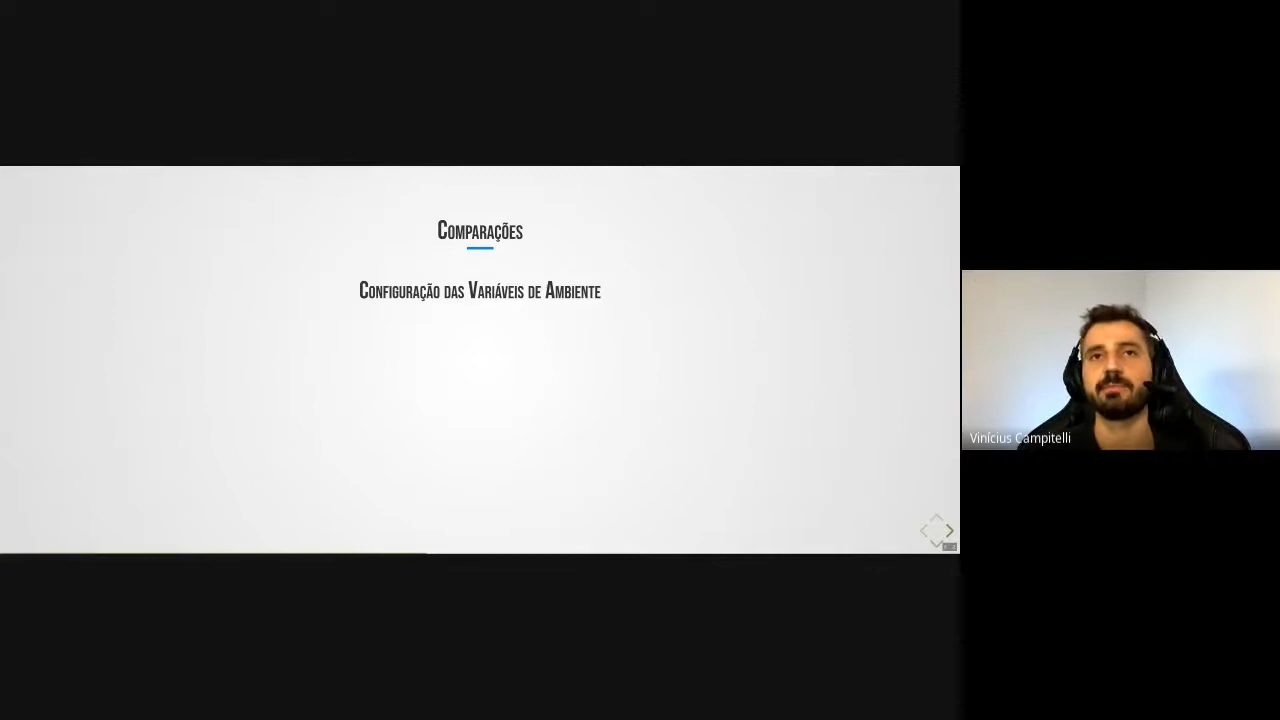 Comparações
Configuração das Variáveis de Ambiente
Vinícius Campitelli